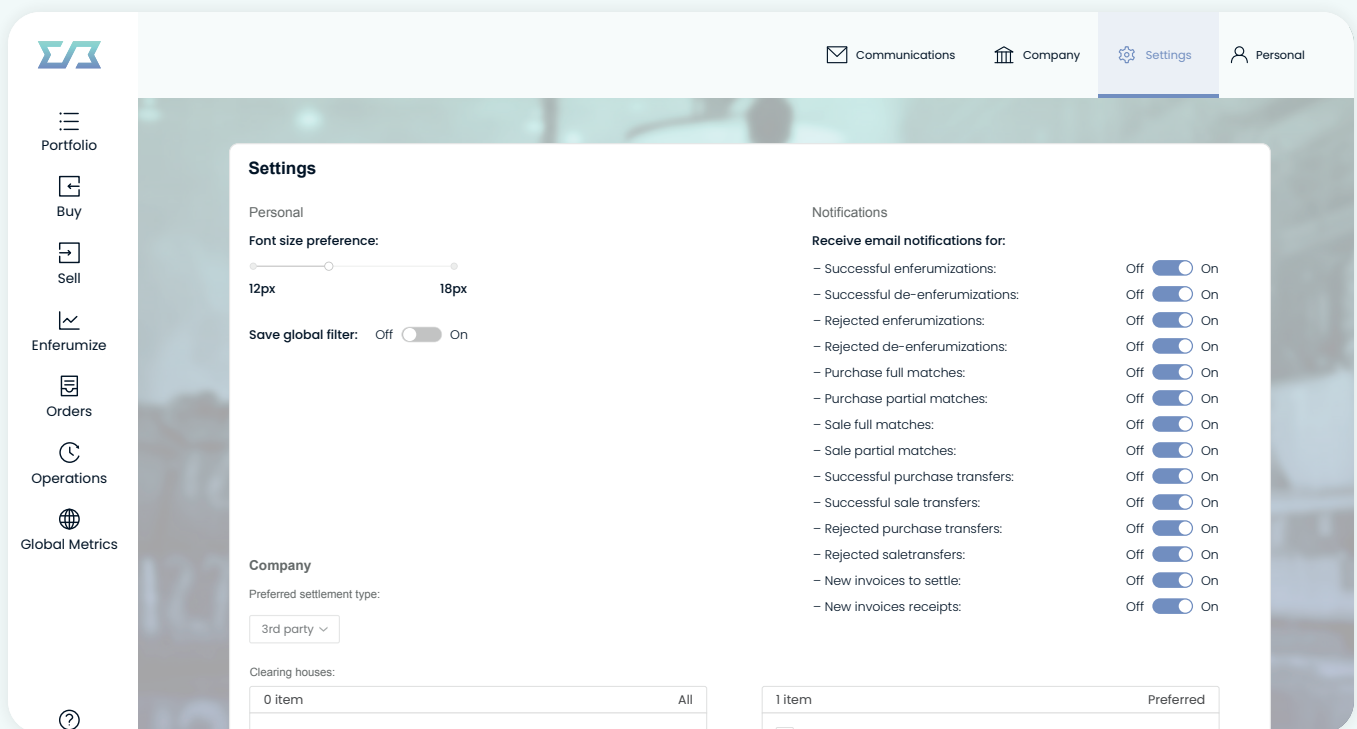 Communications
Company
Settings
Personal
Portfolio
Buy
Sell
Enferumize
Orders
Operations
Global Metrics
Settings
Personal
Font size preference:
12px 18px
Save global filter: Off On
Notifications
Receive email notifications for:
– Successful enferumizations: Off On
– Successful de-enferumizations: Off On
– Rejected enferumizations: Off On
– Rejected de-enferumizations: Off On
– Purchase full matches: Off On
– Purchase partial matches: Off On
– Sale full matches: Off On
– Sale partial matches: Off On
– Successful purchase transfers: Off On
– Successful sale transfers: Off On
– Rejected purchase transfers: Off On
– Rejected saletransfers: Off On
– New invoices to settle: Off On
– New invoices receipts: Off On
Company
Preferred settlement type:
3rd party
Clearing houses:
0 item All
1 item Preferred